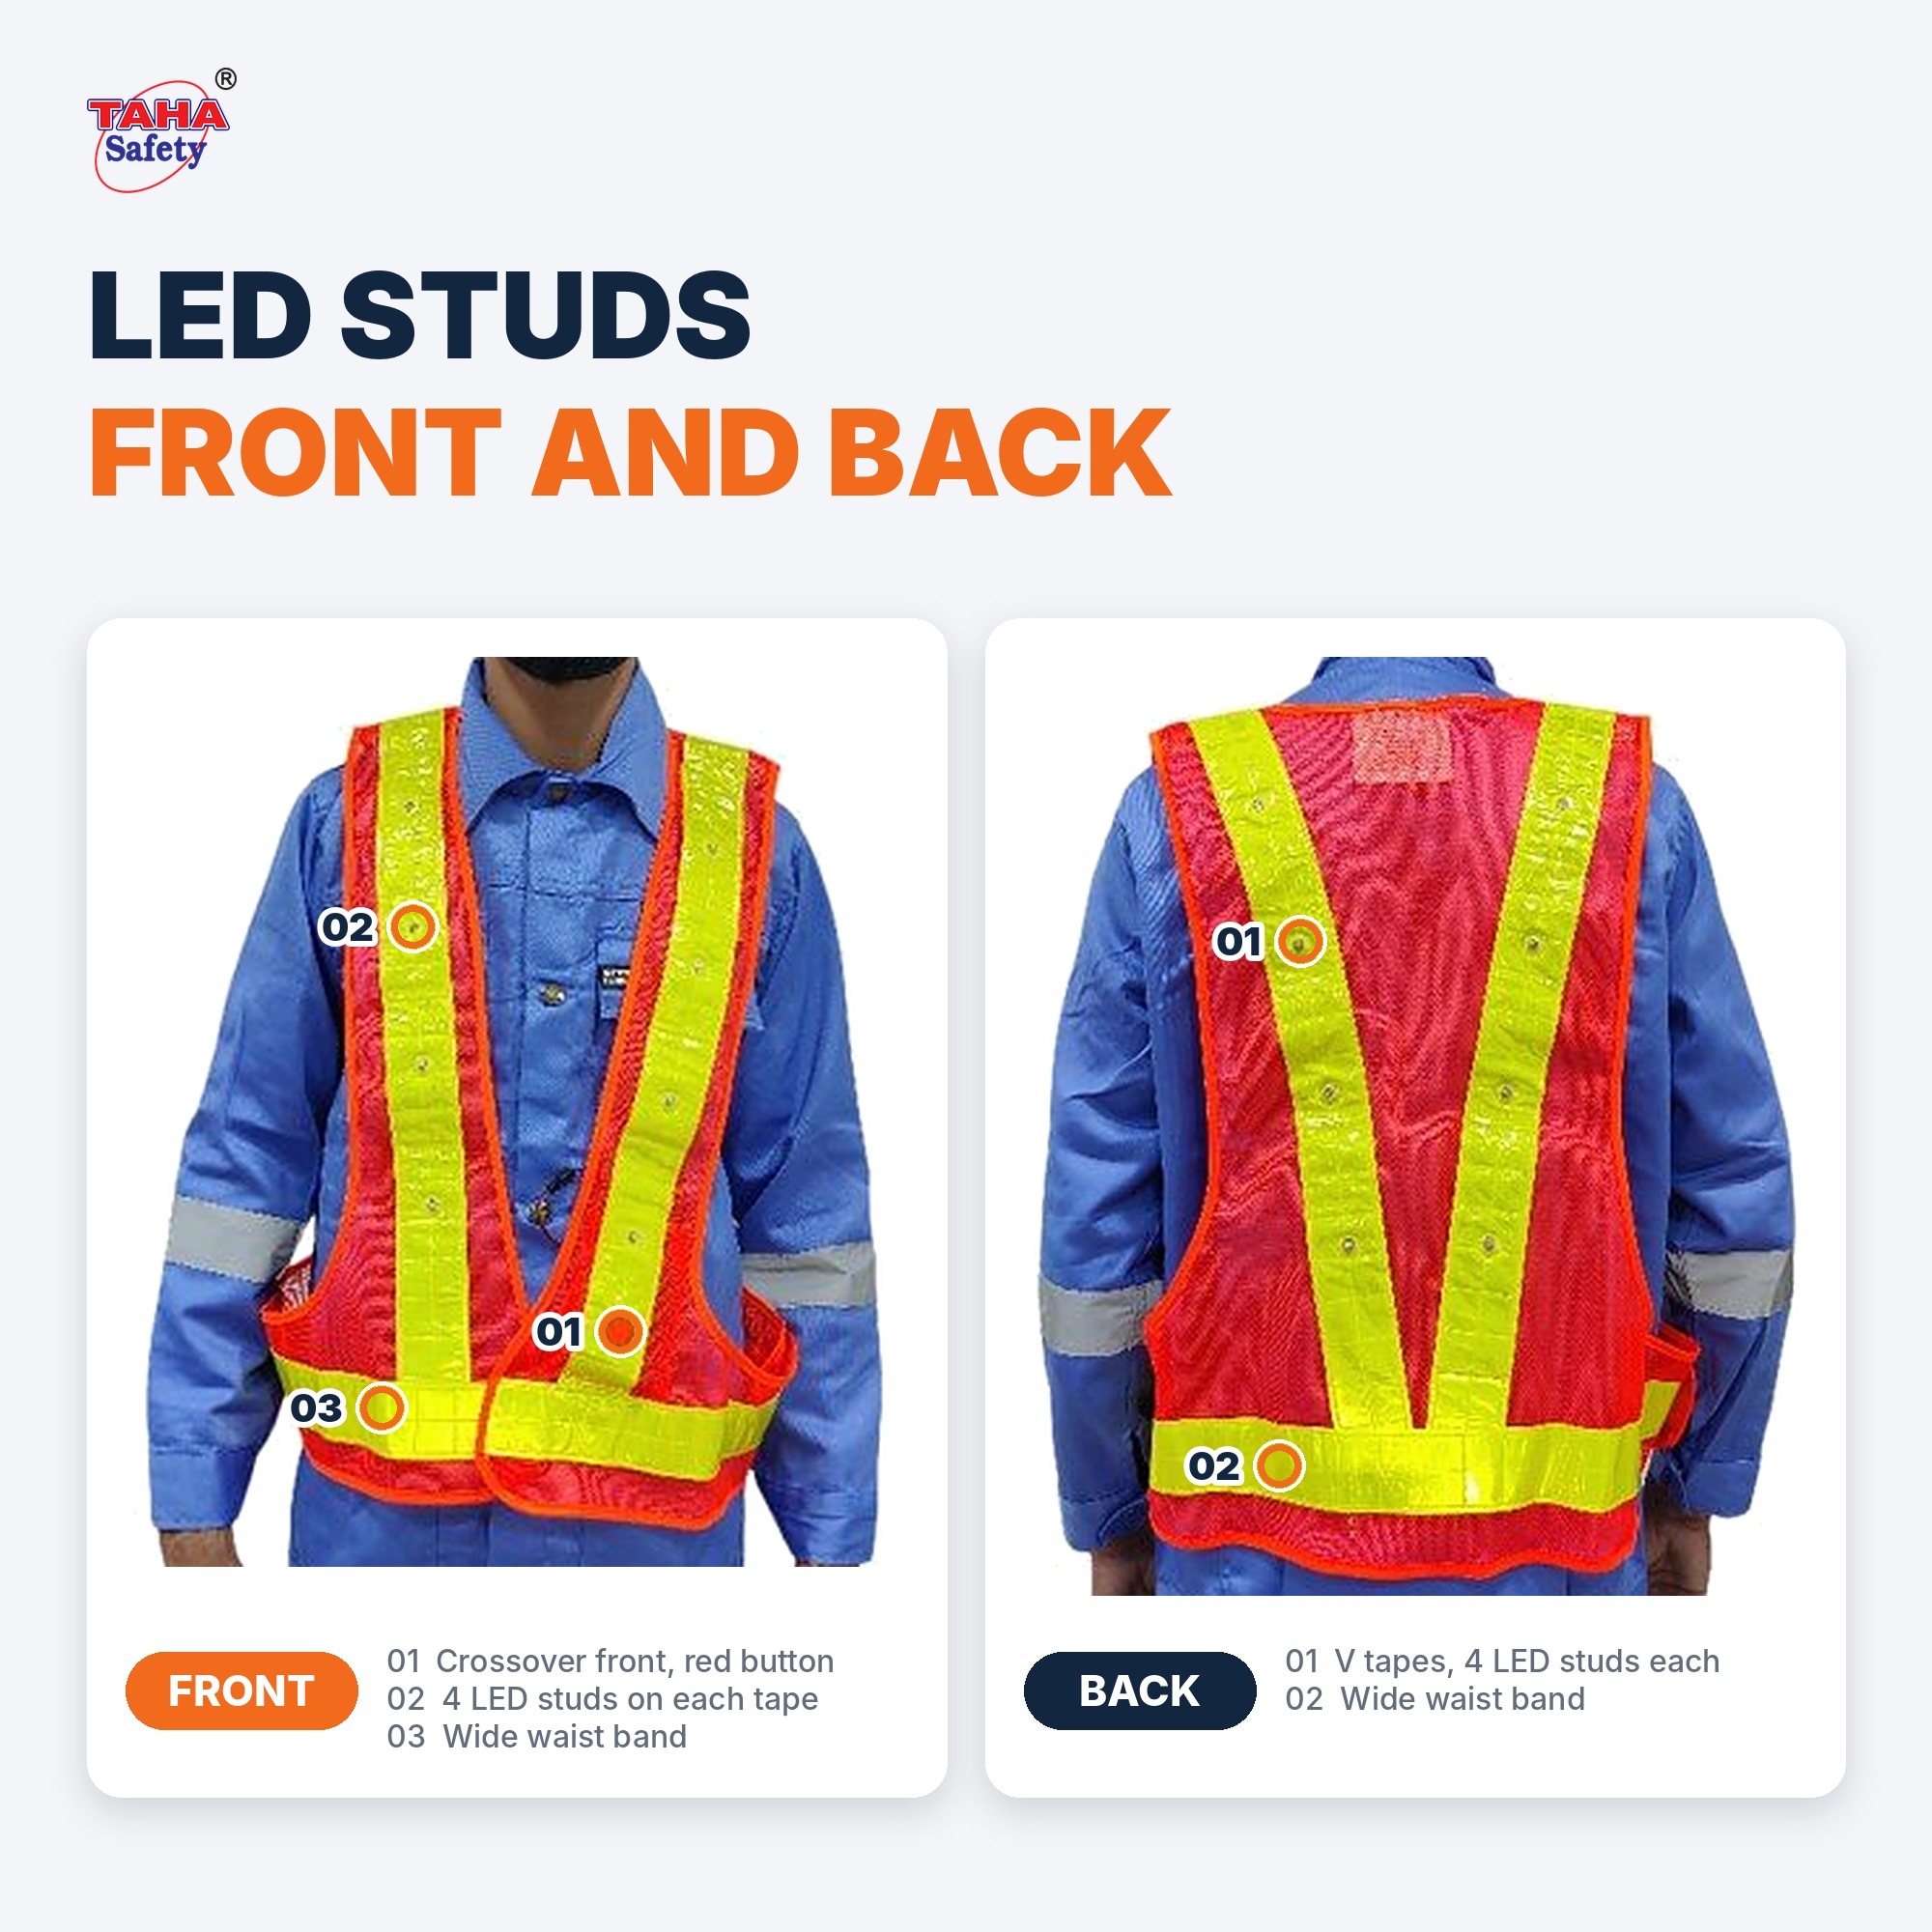 TAHA®
Safety
LED STUDS
FRONT AND BACK
02
01
03
01
02
FRONT
01 Crossover front, red button
02 4 LED studs on each tape
03 Wide waist band
BACK
01 V tapes, 4 LED studs each
02 Wide waist band